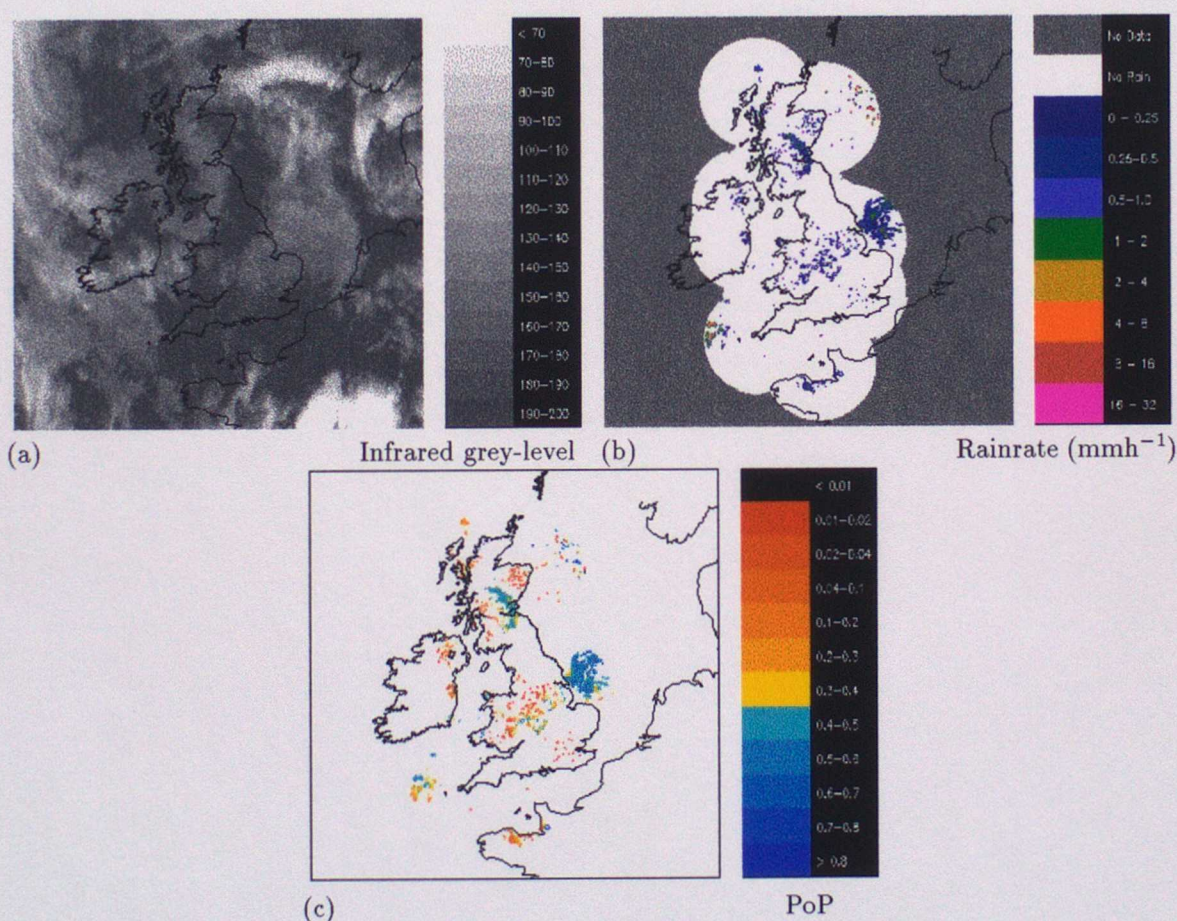 < 70
70-80
80-90
90-100
100-110
110-120
120-130
130-140
140-150
150-160
160-170
170-180
180-190
190-200
No Data
No Rain
0 - 0.25
0.25-0.5
0.5-1.0
1 - 2
2 - 4
4 - 8
8 - 16
16 - 32
(a)
Infrared grey-level
(b)
Rainrate (mmh⁻¹)
< 0.01
0.01-0.02
0.02-0.04
0.04-0.1
0.1-0.2
0.2-0.3
0.3-0.4
0.4-0.5
0.5-0.6
0.6-0.7
0.7-0.8
> 0.8
(c)
PoP